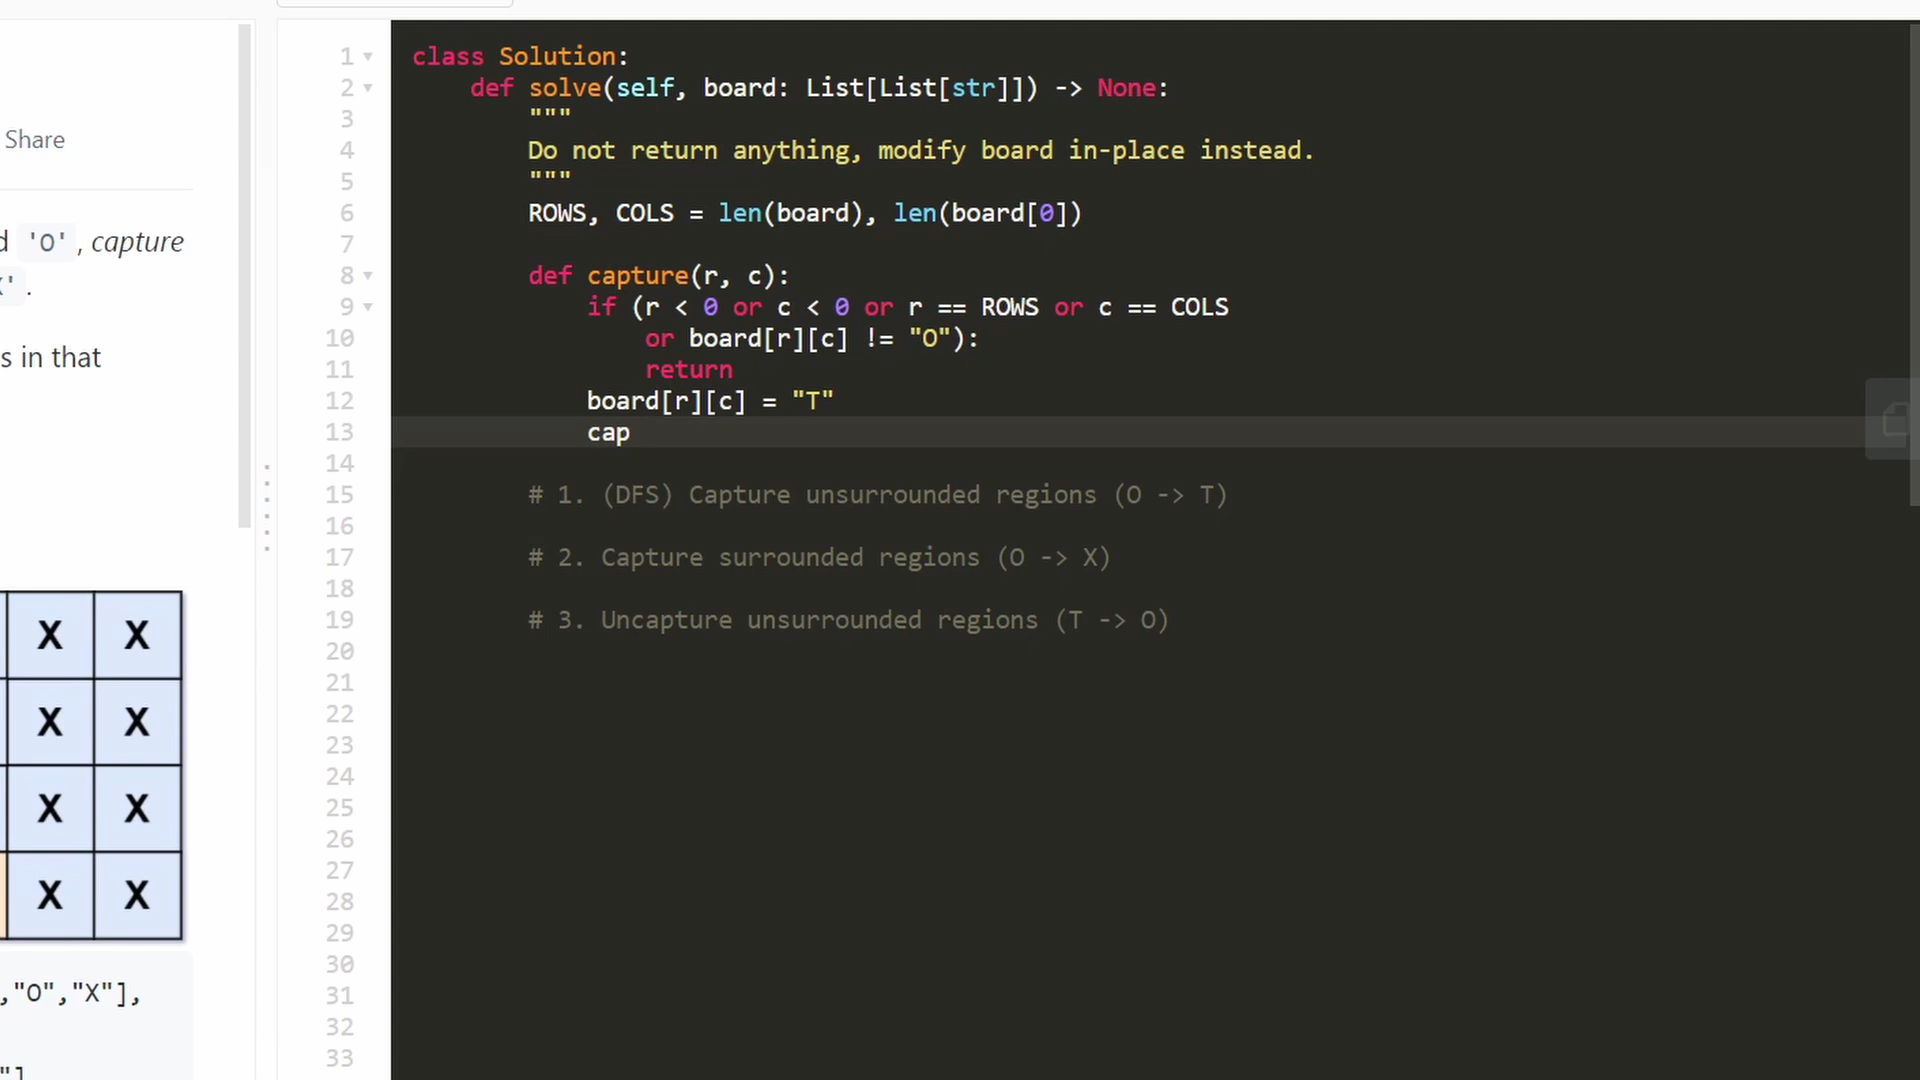 Share
'O', capture
'.
s in that
X X
X X
X X
X X
,"O","X"],
"]
1 class Solution:
2 def solve(self, board: List[List[str]]) -> None:
3 """
4 Do not return anything, modify board in-place instead.
5 """
6 ROWS, COLS = len(board), len(board[0])
7
8 def capture(r, c):
9 if (r < 0 or c < 0 or r == ROWS or c == COLS
10 or board[r][c] != "O"):
11 return
12 board[r][c] = "T"
13 cap
14
15 # 1. (DFS) Capture unsurrounded regions (O -> T)
16
17 # 2. Capture surrounded regions (O -> X)
18
19 # 3. Uncapture unsurrounded regions (T -> O)
20
21
22
23
24
25
26
27
28
29
30
31
32
33